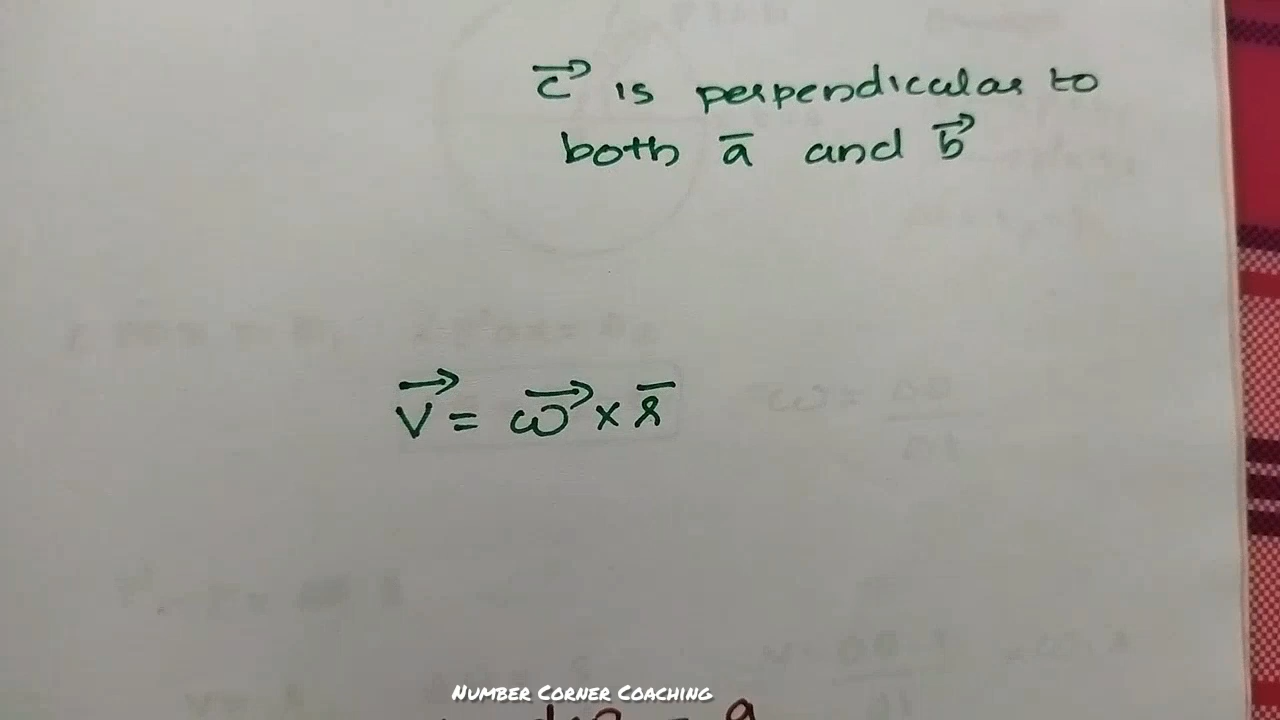 c⃗ is perpendicular to
both a̅ and b⃗
v⃗ = ω⃗ × r̅
NUMBER CORNER COACHING